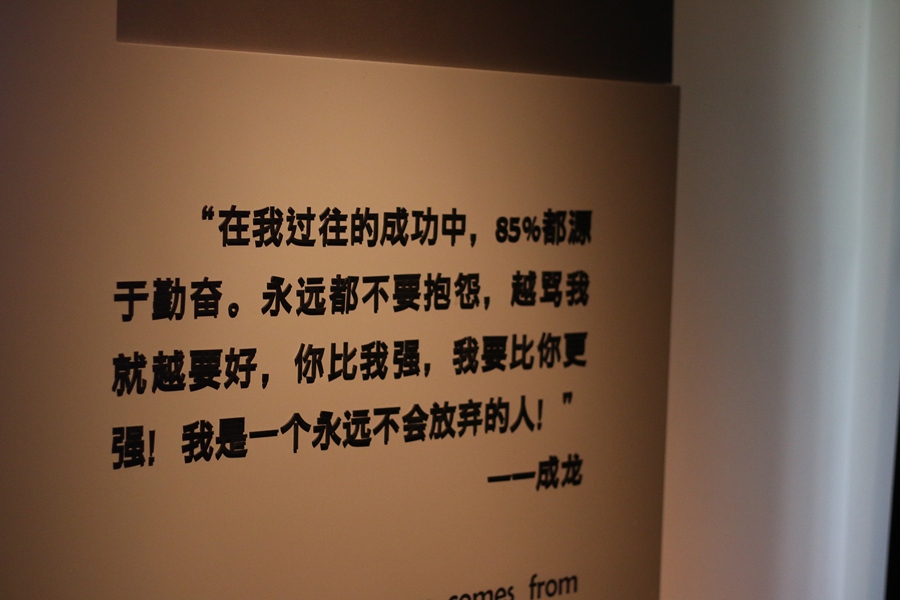 “在我过往的成功中，85%都源
于勤奋。永远都不要抱怨，越骂我
就越要好，你比我强，我要比你更
强！我是一个永远不会放弃的人！”
——成龙
comes from